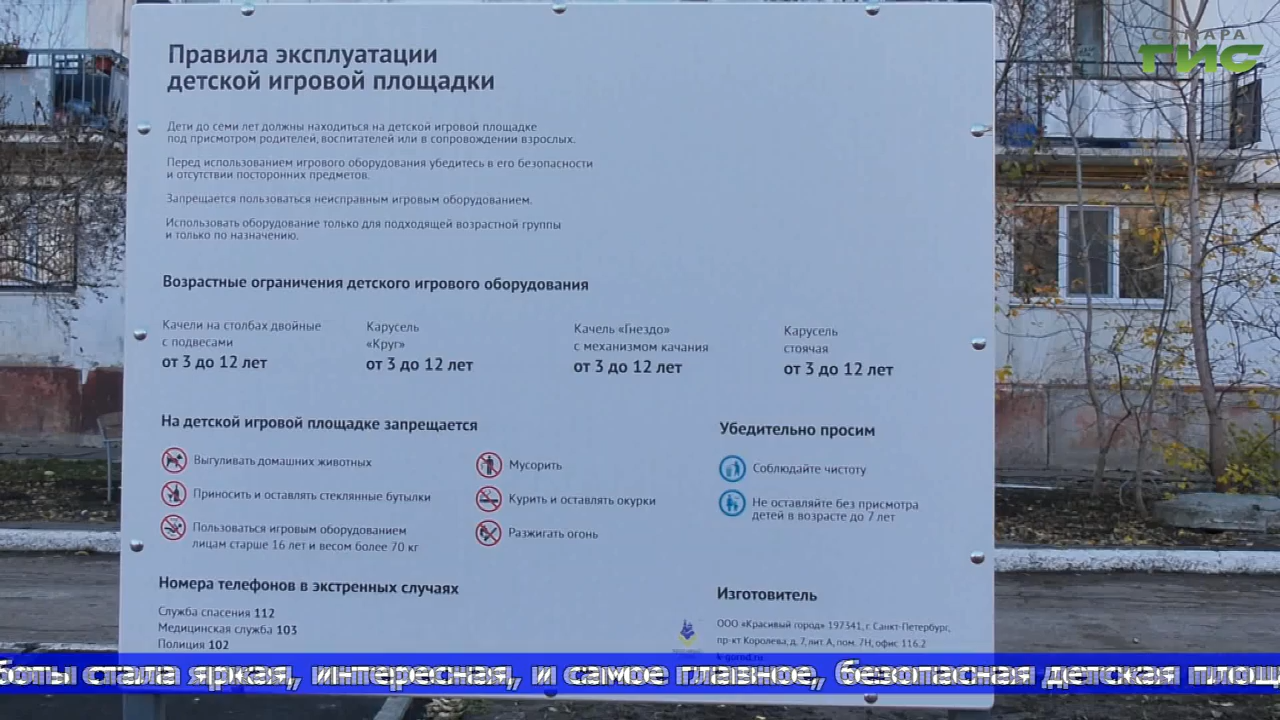 САМАРА
ГИС
Правила эксплуатации
детской игровой площадки
Дети до семи лет должны находиться на детской игровой площадке
под присмотром родителей, воспитателей или в сопровождении взрослых.
Перед использованием игрового оборудования убедитесь в его безопасности
и отсутствии посторонних предметов.
Запрещается пользоваться неисправным игровым оборудованием.
Использовать оборудование только для подходящей возрастной группы
и только по назначению.
Возрастные ограничения детского игрового оборудования
Качели на столбах двойные
с подвесами
от 3 до 12 лет
Карусель
«Круг»
от 3 до 12 лет
Качель «Гнездо»
с механизмом качания
от 3 до 12 лет
Карусель
стоячая
от 3 до 12 лет
На детской игровой площадке запрещается
Выгуливать домашних животных
Приносить и оставлять стеклянные бутылки
Пользоваться игровым оборудованием
лицам старше 16 лет и весом более 70 кг
Мусорить
Курить и оставлять окурки
Разжигать огонь
Убедительно просим
Соблюдайте чистоту
Не оставляйте без присмотра
детей в возрасте до 7 лет
Номера телефонов в экстренных случаях
Служба спасения 112
Медицинская служба 103
Полиция 102
Изготовитель
ООО «Красивый город» 197341, г. Санкт-Петербург,
пр-кт Королева, д. 7, лит. А, пом. 7Н, офис 116.2
k-gorod.ru
боты стала яркая, интересная, и самое главное, безопасная детская площ